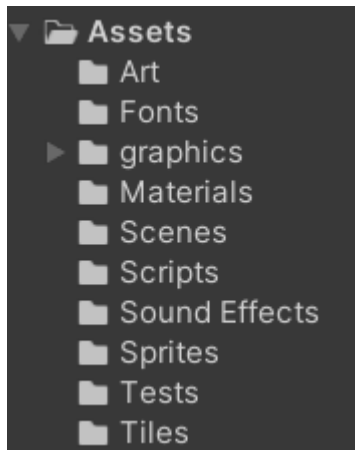 Assets
Art
Fonts
graphics
Materials
Scenes
Scripts
Sound Effects
Sprites
Tests
Tiles